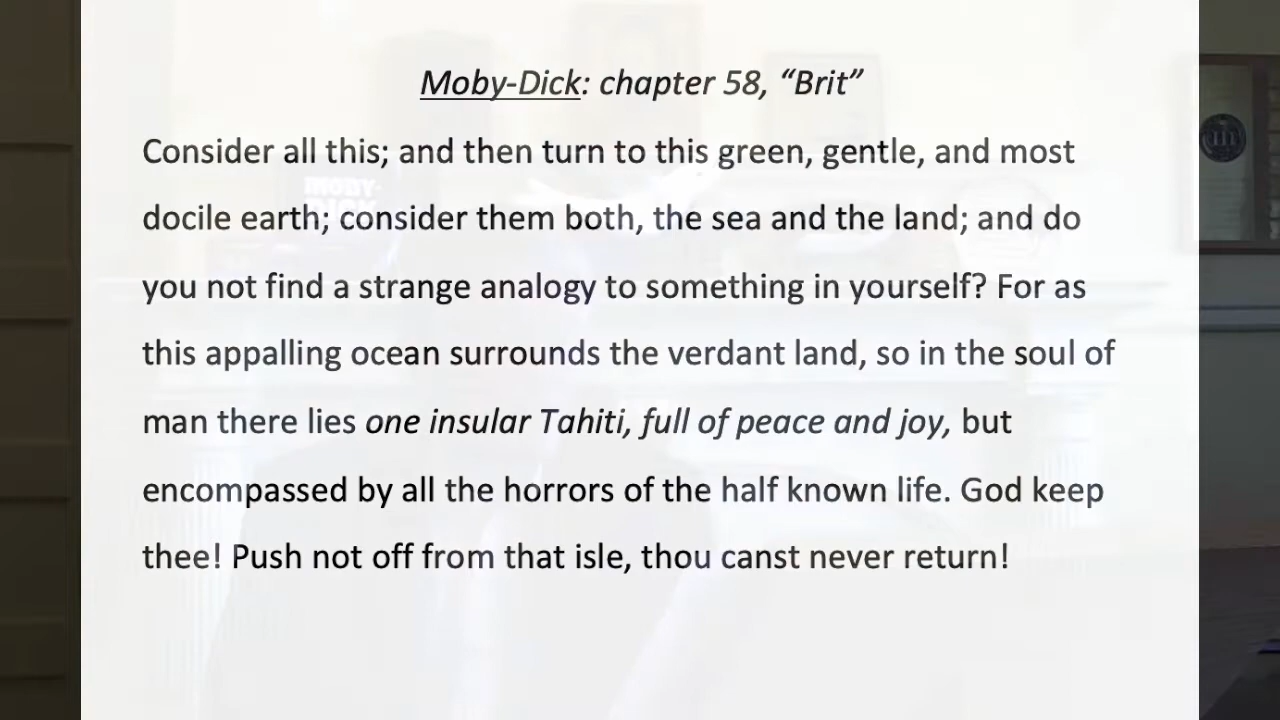 Moby-Dick: chapter 58, “Brit”
Consider all this; and then turn to this green, gentle, and most
docile earth; consider them both, the sea and the land; and do
you not find a strange analogy to something in yourself? For as
this appalling ocean surrounds the verdant land, so in the soul of
man there lies one insular Tahiti, full of peace and joy, but
encompassed by all the horrors of the half known life. God keep
thee! Push not off from that isle, thou canst never return!
MOBY-
DICK